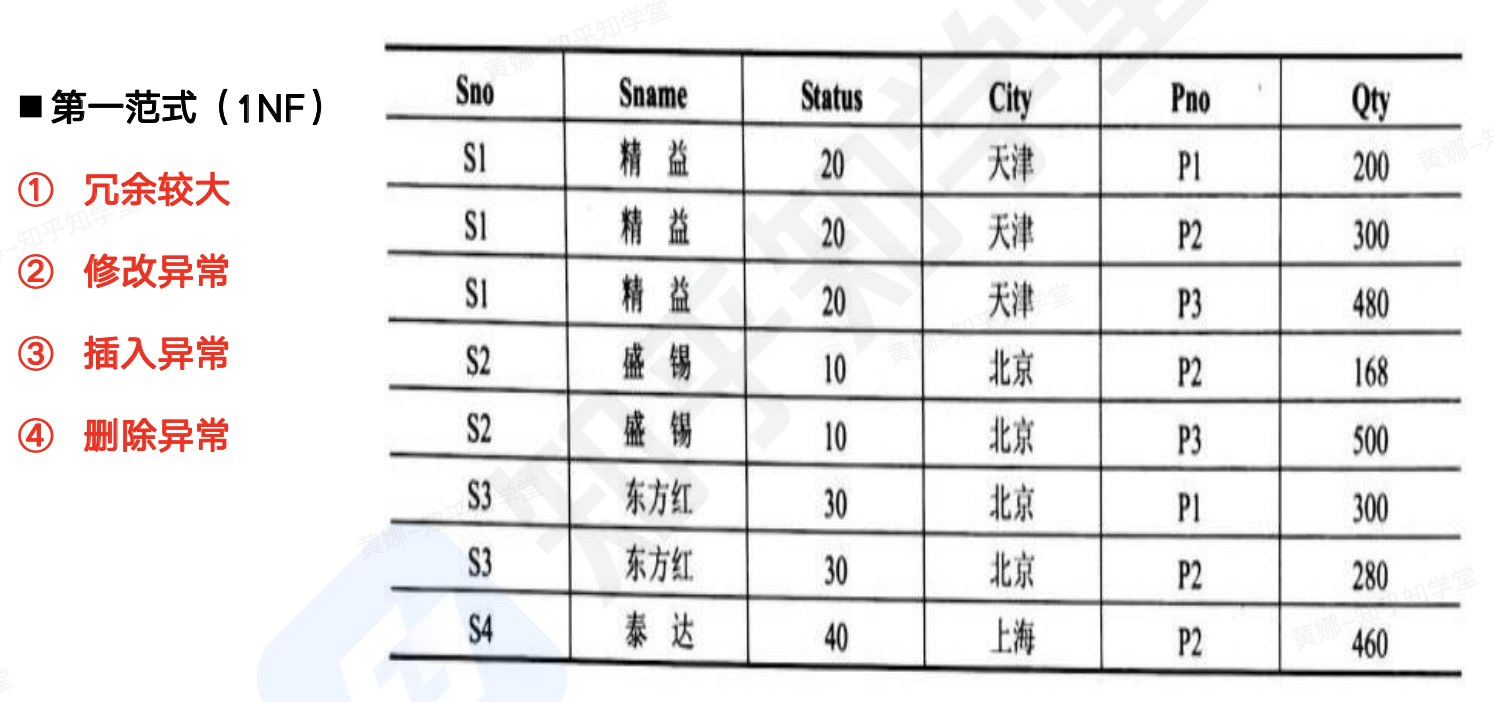 ■第一范式（1NF）
① 冗余较大
② 修改异常
③ 插入异常
④ 删除异常
Sno Sname Status City Pno Qty
S1 精 益 20 天津 P1 200
S1 精 益 20 天津 P2 300
S1 精 益 20 天津 P3 480
S2 盛 锡 10 北京 P2 168
S2 盛 锡 10 北京 P3 500
S3 东方红 30 北京 P1 300
S3 东方红 30 北京 P2 280
S4 泰 达 40 上海 P2 460
知乎知学堂
黄娜-知乎知学堂